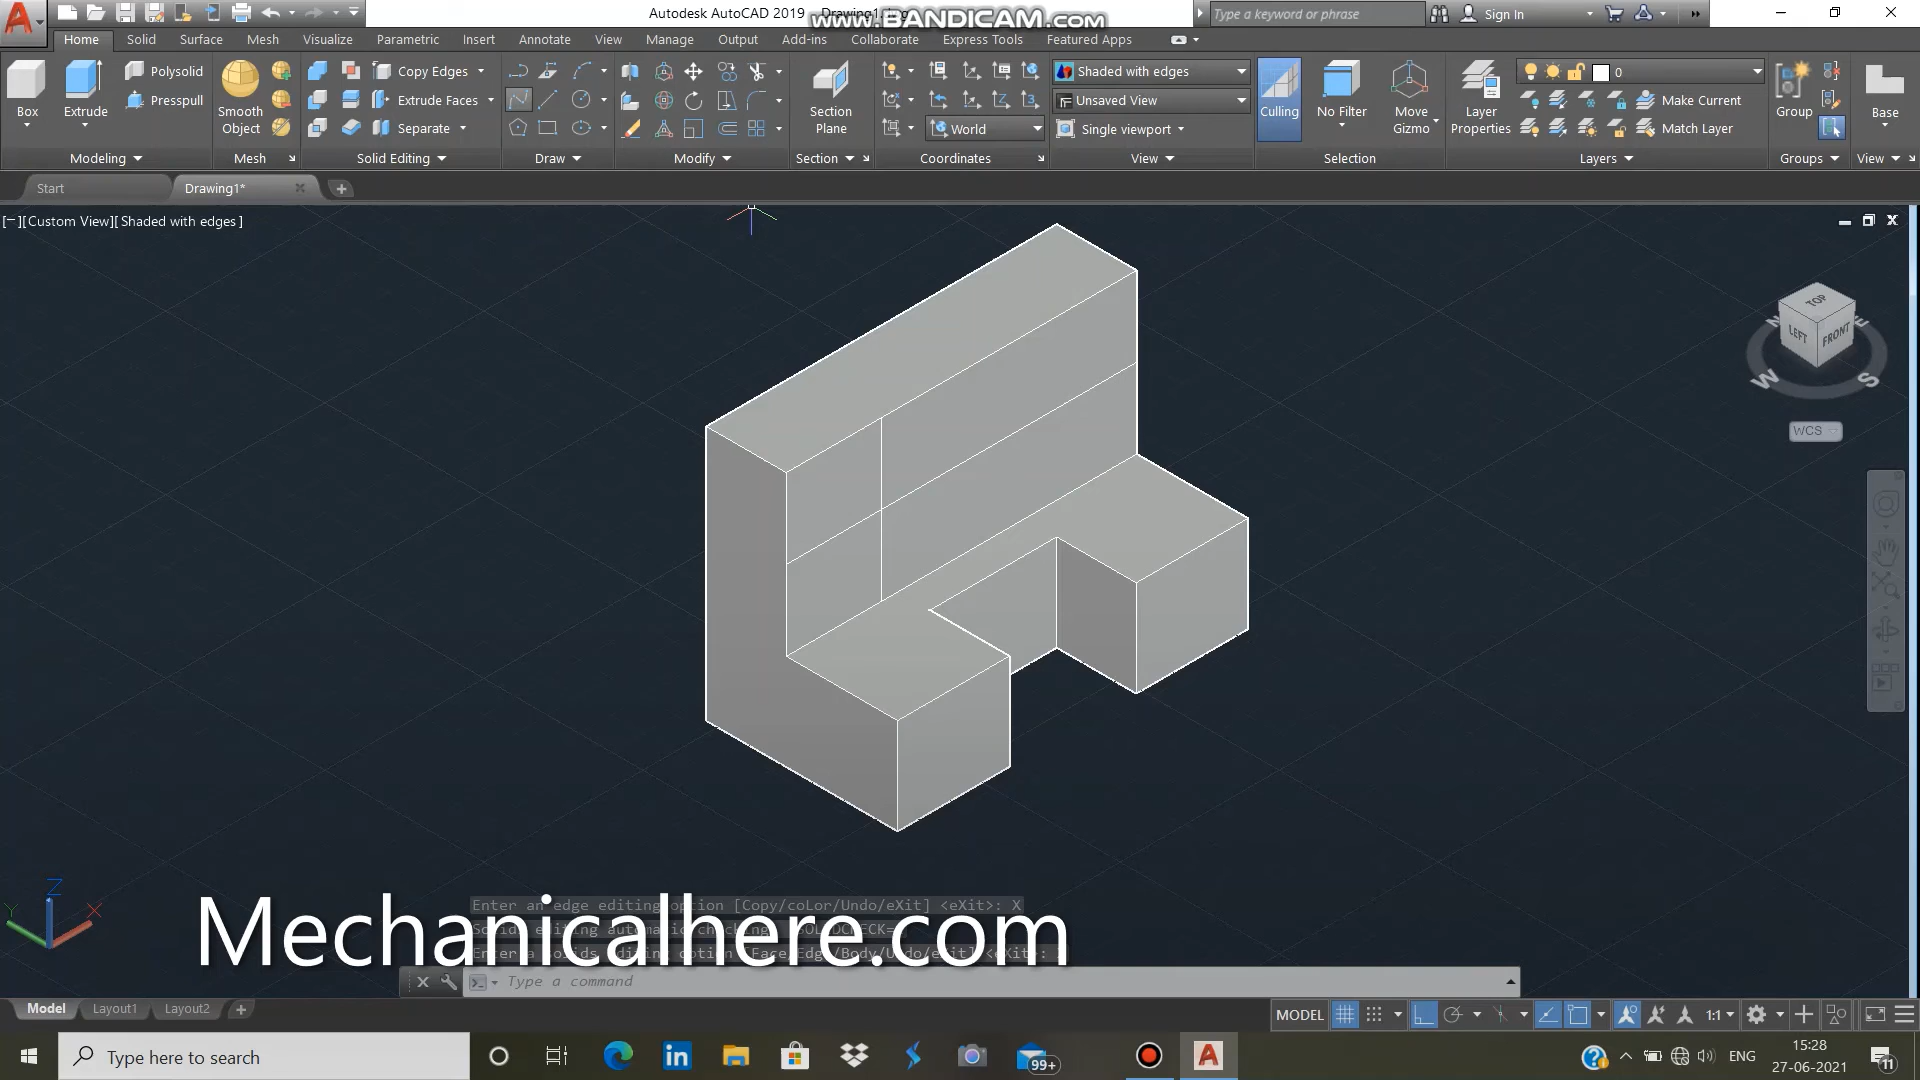 Autodesk AutoCAD 2019 Drawing1.dwg
www.BANDICAM.com
Type a keyword or phrase
Sign In
Home Solid Surface Mesh Visualize Parametric Insert Annotate View Manage Output Add-ins Collaborate Express Tools Featured Apps
Box
Extrude
Polysolid
Presspull
Smooth Object
Copy Edges
Extrude Faces
Separate
Section Plane
World
Shaded with edges
Unsaved View
Single viewport
Culling
No Filter
Move Gizmo
Layer Properties
0
Make Current
Match Layer
Group
Base
Modeling Mesh Solid Editing Draw Modify Section Coordinates View Selection Layers Groups View
Start
Drawing1*
[−][Custom View][Shaded with edges]
TOP
LEFT
FRONT
N
E
W
S
WCS
Z
Y
X
Enter an edge editing option [Copy/coLor/Undo/eXit] <eXit>: X
Mechanicalhere.com
Type a command
Model Layout1 Layout2
MODEL
1:1
Type here to search
99+
ENG
15:28
27-06-2021
11